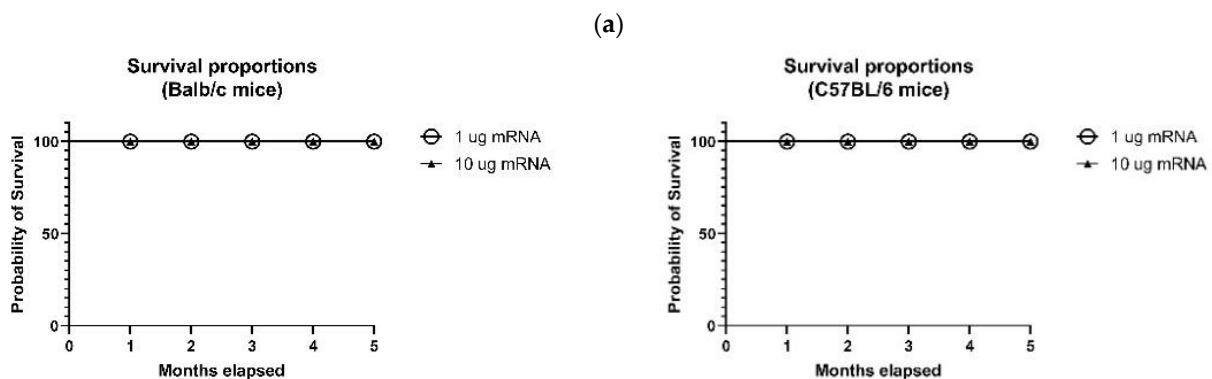 (a)
Survival proportions
(Balb/c mice)
Probability of Survival
100
50
0
0 1 2 3 4 5
Months elapsed
1 ug mRNA
10 ug mRNA
Survival proportions
(C57BL/6 mice)
Probability of Survival
100
50
0
0 1 2 3 4 5
Months elapsed
1 ug mRNA
10 ug mRNA